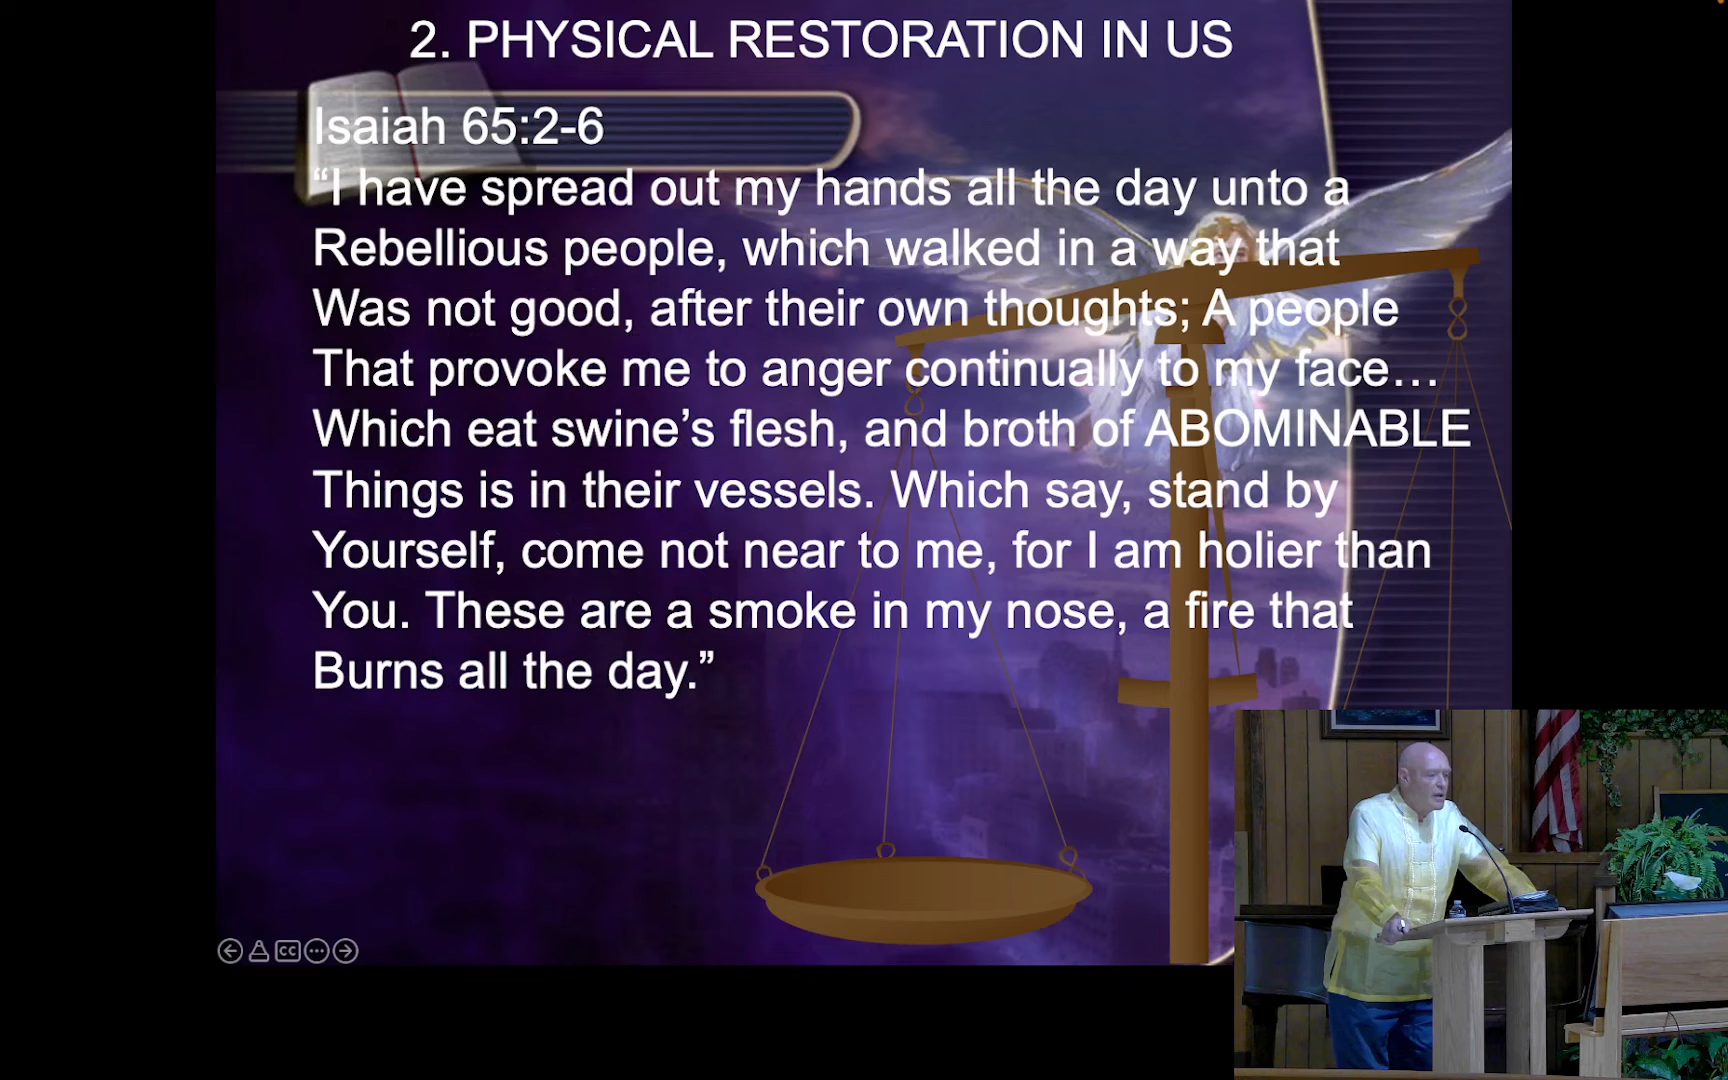 2. PHYSICAL RESTORATION IN US
Isaiah 65:2-6
“I have spread out my hands all the day unto a
Rebellious people, which walked in a way that
Was not good, after their own thoughts; A people
That provoke me to anger continually to my face…
Which eat swine’s flesh, and broth of ABOMINABLE
Things is in their vessels. Which say, stand by
Yourself, come not near to me, for I am holier than
You. These are a smoke in my nose, a fire that
Burns all the day.”
CC